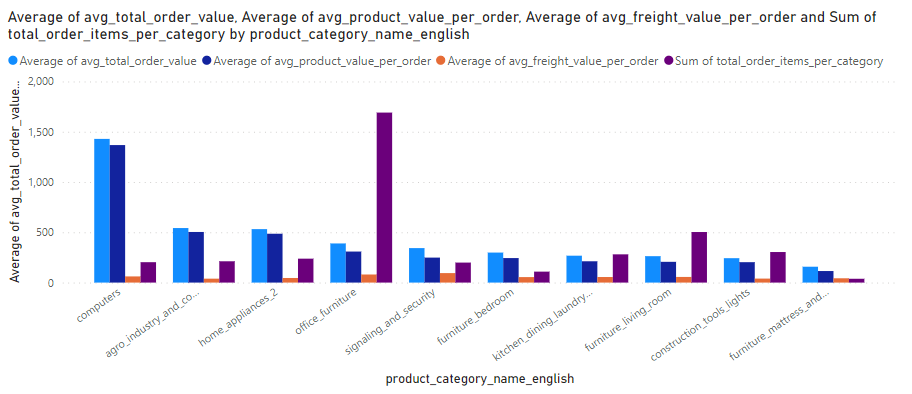 Average of avg_total_order_value, Average of avg_product_value_per_order, Average of avg_freight_value_per_order and Sum of
total_order_items_per_category by product_category_name_english
Average of avg_total_order_value Average of avg_product_value_per_order Average of avg_freight_value_per_order Sum of total_order_items_per_category
Average of avg_total_order_value...
2,000
1,500
1,000
500
0
computers
agro_industry_and_co...
home_appliances_2
office_furniture
signaling_and_security
furniture_bedroom
kitchen_dining_laundry...
furniture_living_room
construction_tools_lights
furniture_mattress_and...
product_category_name_english